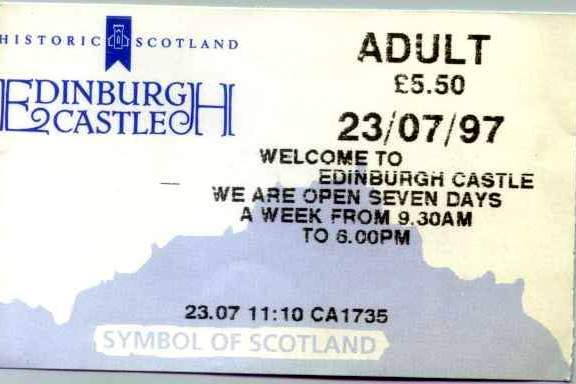 HISTORIC SCOTLAND
EDINBURGH
CASTLE
ADULT
£5.50
23/07/97
WELCOME TO
EDINBURGH CASTLE
WE ARE OPEN SEVEN DAYS
A WEEK FROM 9.30AM
TO 6.00PM
23.07 11:10 CA1735
SYMBOL OF SCOTLAND